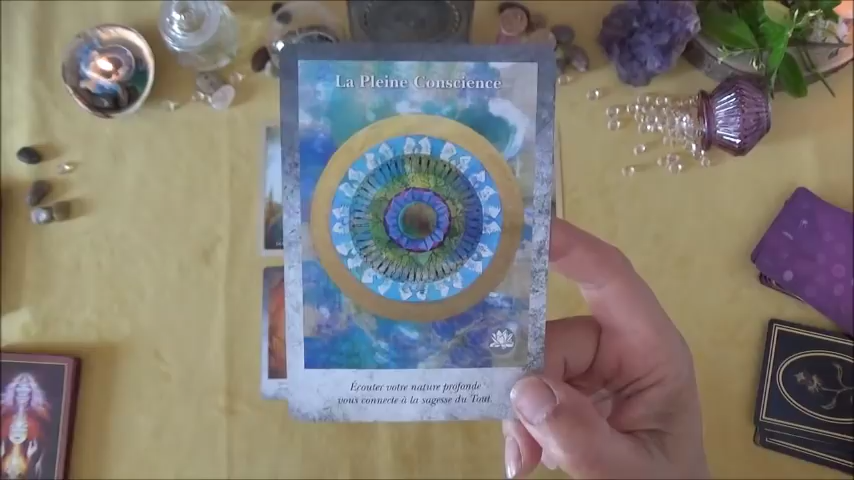 La Pleine Conscience
Écouter votre nature profonde
vous connecte à la sagesse du Tout